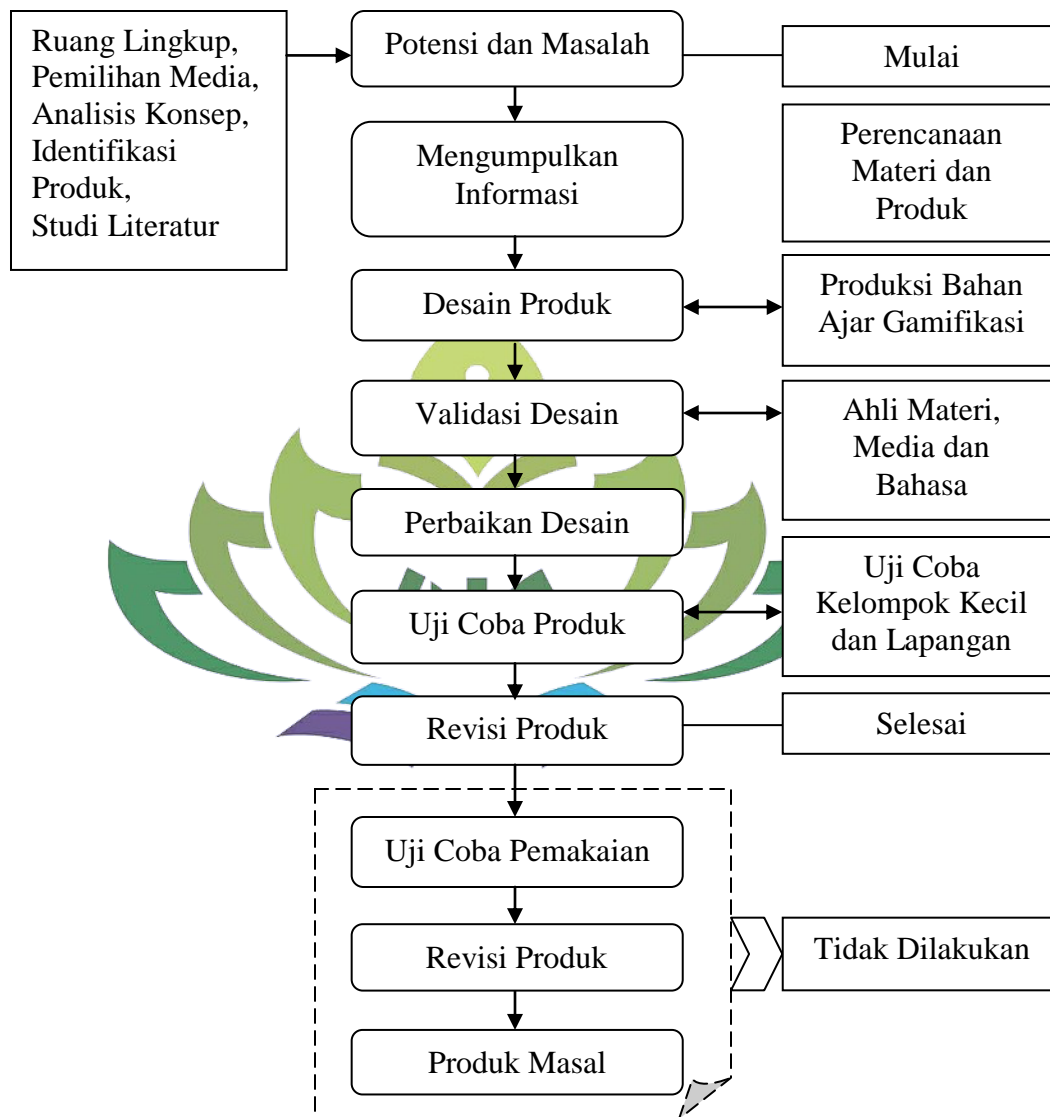 Ruang Lingkup,
Pemilihan Media,
Analisis Konsep,
Identifikasi
Produk,
Studi Literatur
Potensi dan Masalah
Mulai
Mengumpulkan
Informasi
Perencanaan
Materi dan
Produk
Desain Produk
Produksi Bahan
Ajar Gamifikasi
Validasi Desain
Ahli Materi,
Media dan
Bahasa
Perbaikan Desain
Uji Coba Produk
Uji Coba
Kelompok Kecil
dan Lapangan
Revisi Produk
Selesai
Uji Coba Pemakaian
Revisi Produk
Tidak Dilakukan
Produk Masal